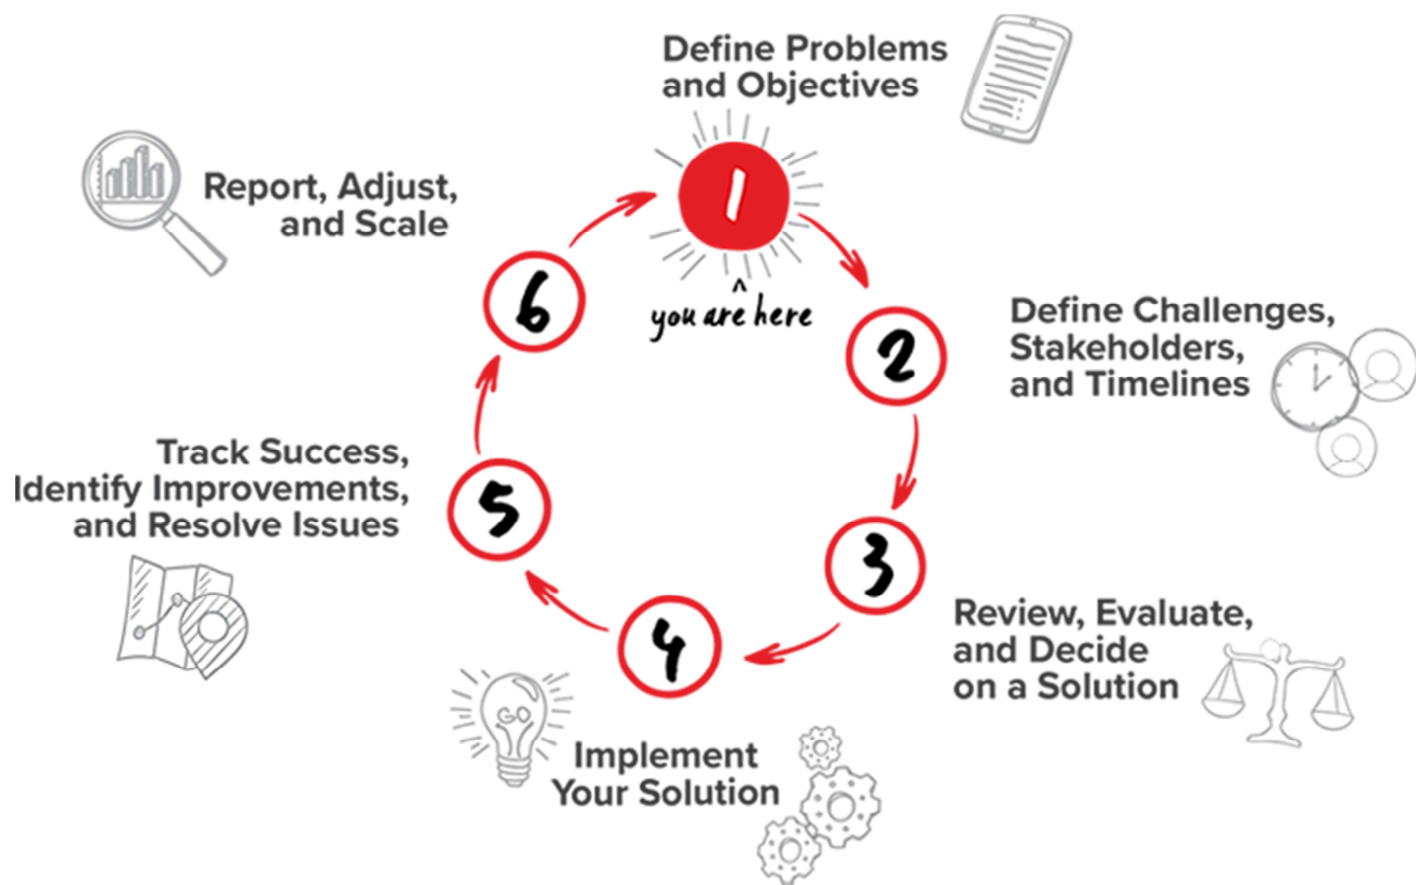 Define Problems
and Objectives
1
you are here
^
2
Define Challenges,
Stakeholders,
and Timelines
3
Review, Evaluate,
and Decide
on a Solution
4
Implement
Your Solution
5
Track Success,
Identify Improvements,
and Resolve Issues
6
Report, Adjust,
and Scale